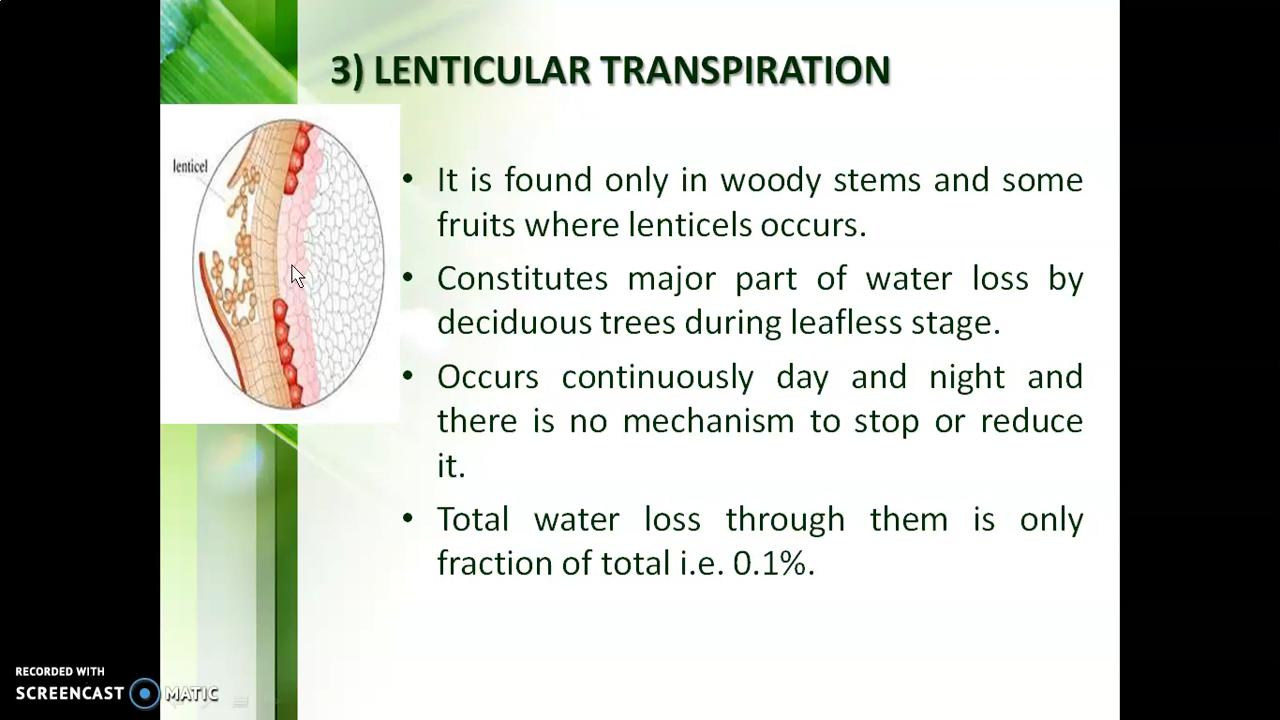 3) LENTICULAR TRANSPIRATION
lenticel
• It is found only in woody stems and some
fruits where lenticels occurs.
• Constitutes major part of water loss by
deciduous trees during leafless stage.
• Occurs continuously day and night and
there is no mechanism to stop or reduce
it.
• Total water loss through them is only
fraction of total i.e. 0.1%.
RECORDED WITH
SCREENCAST MATIC